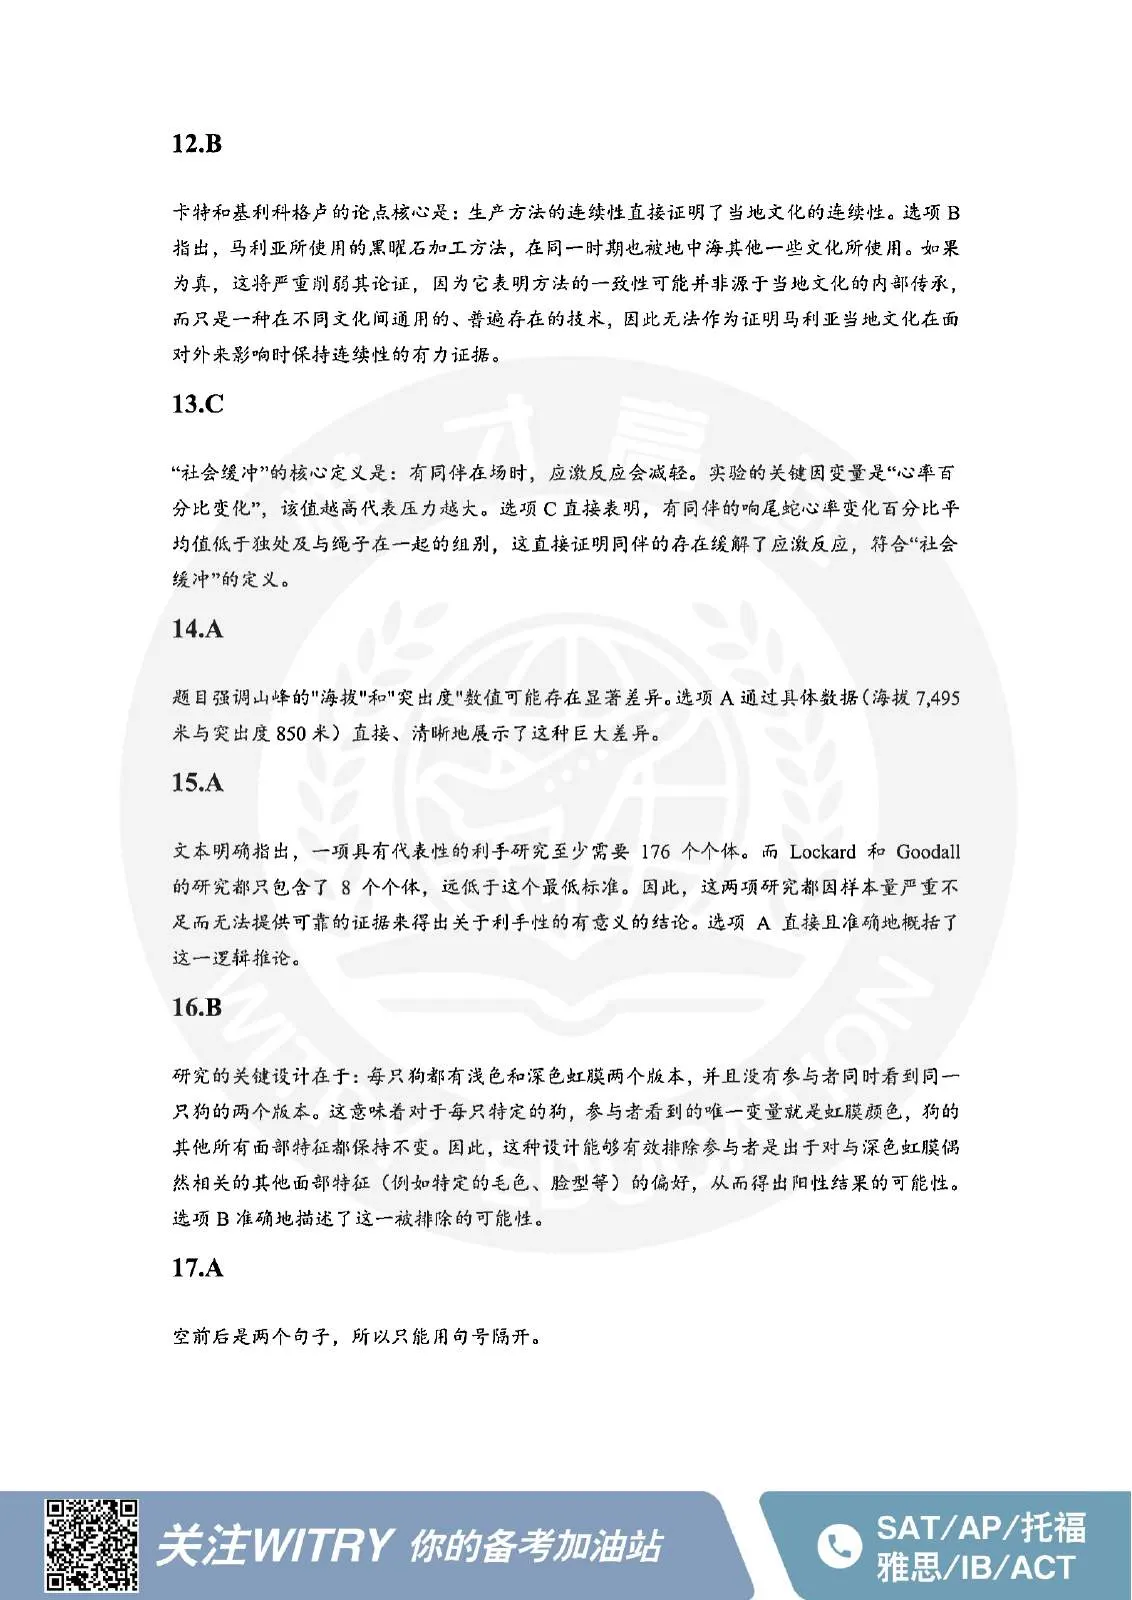 12.B
卡特和基利科格卢的论点核心是：生产方法的连续性直接证明了当地文化的连续性。选项 B
指出，马利亚所使用的黑曜石加工方法，在同一时期也被地中海其他一些文化所使用。如果
为真，这将严重削弱其论证，因为它表明方法的一致性可能并非源于当地文化的内部传承，
而只是一种在不同文化间通用的、普遍存在的技术，因此无法作为证明马利亚当地文化在面
对外来影响时保持连续性的有力证据。
13.C
“社会缓冲”的核心定义是：有同伴在场时，应激反应会减轻。实验的关键因变量是“心率百
分比变化”，该值越高代表压力越大。选项 C 直接表明，有同伴的响尾蛇心率变化百分比平
均值低于独处及与绳子在一起的组别，这直接证明同伴的存在缓解了应激反应，符合“社会
缓冲”的定义。
14.A
题目强调山峰的"海拔"和"突出度"数值可能存在显著差异。选项 A 通过具体数据（海拔 7,495
米与突出度 850 米）直接、清晰地展示了这种巨大差异。
15.A
文本明确指出，一项具有代表性的利手研究至少需要 176 个个体。而 Lockard 和 Goodall
的研究都只包含了 8 个个体，远低于这个最低标准。因此，这两项研究都因样本量严重不
足而无法提供可靠的证据来得出关于利手性的有意义的结论。选项 A 直接且准确地概括了
这一逻辑推论。
16.B
研究的关键设计在于：每只狗都有浅色和深色虹膜两个版本，并且没有参与者同时看到同一
只狗的两个版本。这意味着对于每只特定的狗，参与者看到的唯一变量就是虹膜颜色，狗的
其他所有面部特征都保持不变。因此，这种设计能够有效排除参与者是出于对与深色虹膜偶
然相关的其他面部特征（例如特定的毛色、脸型等）的偏好，从而得出阳性结果的可能性。
选项 B 准确地描述了这一被排除的可能性。
17.A
空前后是两个句子，所以只能用句号隔开。
WITRY EDUCATION
关注WITRY 你的备考加油站
SAT/AP/托福
雅思/IB/ACT